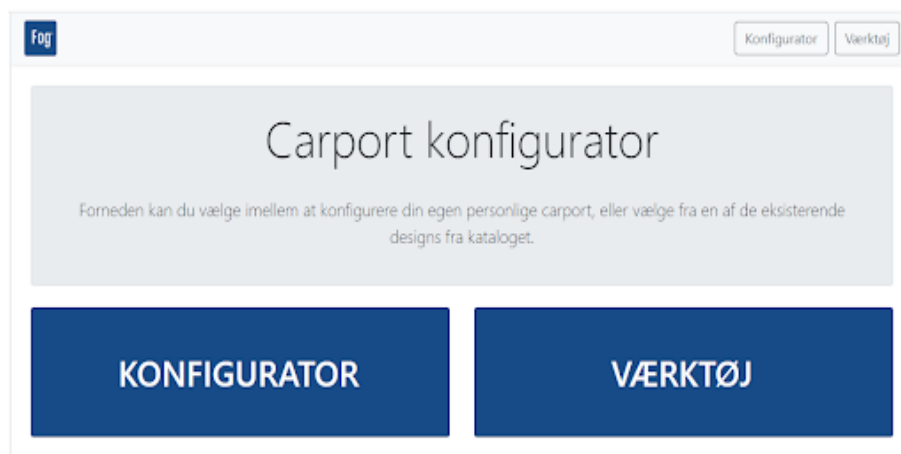 Fog
Konfigurator
Værktøj
Carport konfigurator
Forneden kan du vælge imellem at konfigurere din egen personlige carport, eller vælge fra en af de eksisterende
designs fra kataloget.
KONFIGURATOR
VÆRKTØJ